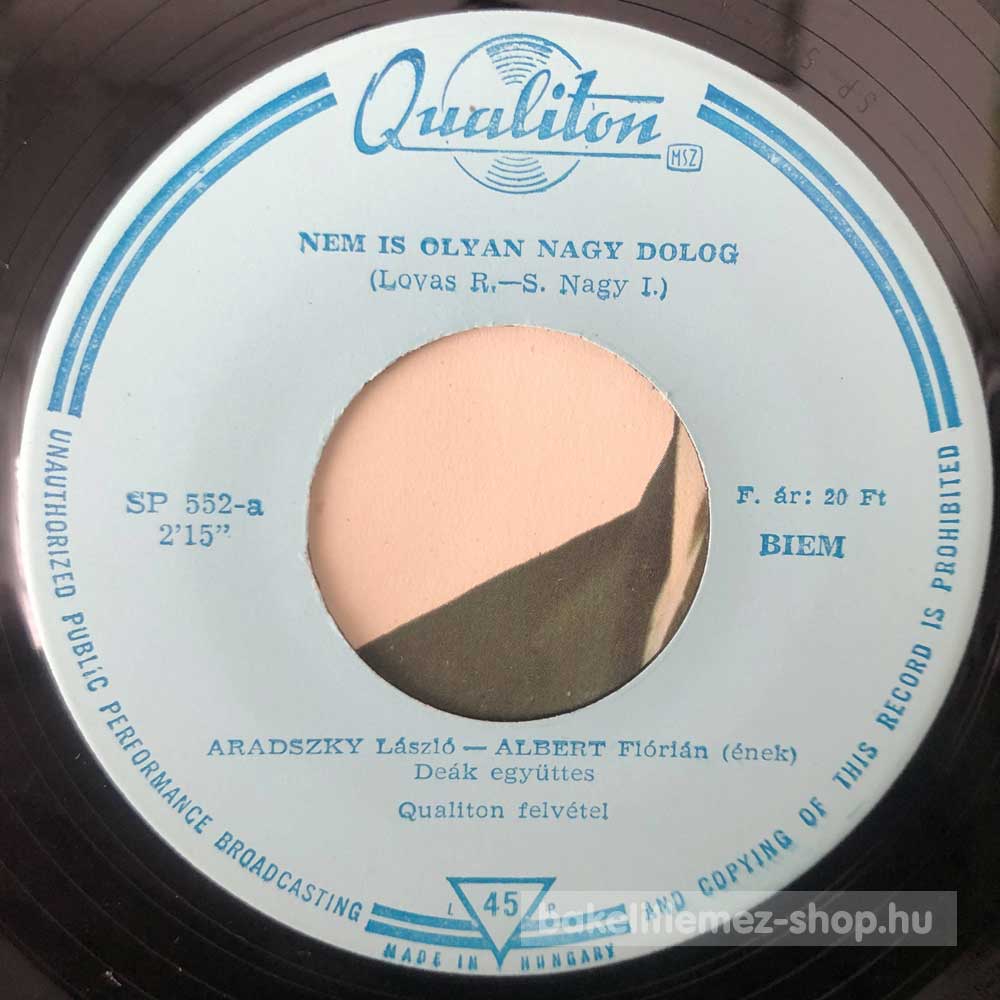 Qualiton
MSZ
NEM IS OLYAN NAGY DOLOG
(Lovas R.—S. Nagy I.)
SP 552-a
2'15"
F. ár: 20 Ft
BIEM
ARADSZKY László — ALBERT Flórián (ének)
Deák együttes
Qualiton felvétel
UNAUTHORIZED PUBLIC PERFORMANCE BROADCASTING AND COPYING OF THIS RECORD IS PROHIBITED
L 45 P
MADE IN HUNGARY
bakelitlemez-shop.hu